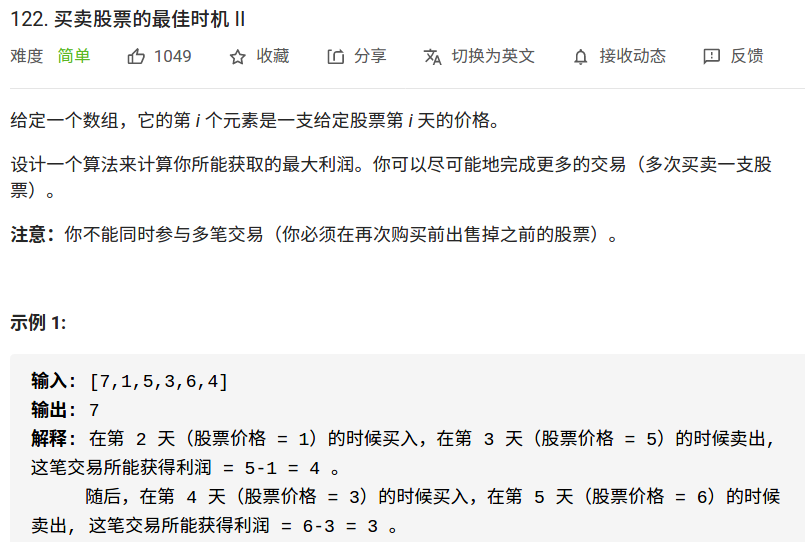 122. 买卖股票的最佳时机 II
难度 简单 1049 收藏 分享 切换为英文 接收动态 反馈
给定一个数组，它的第 i 个元素是一支给定股票第 i 天的价格。
设计一个算法来计算你所能获取的最大利润。你可以尽可能地完成更多的交易（多次买卖一支股
票）。
注意：你不能同时参与多笔交易（你必须在再次购买前出售掉之前的股票）。
示例 1:
输入: [7,1,5,3,6,4]
输出: 7
解释: 在第 2 天（股票价格 = 1）的时候买入，在第 3 天（股票价格 = 5）的时候卖出,
这笔交易所能获得利润 = 5-1 = 4 。
随后，在第 4 天（股票价格 = 3）的时候买入，在第 5 天（股票价格 = 6）的时候
卖出, 这笔交易所能获得利润 = 6-3 = 3 。